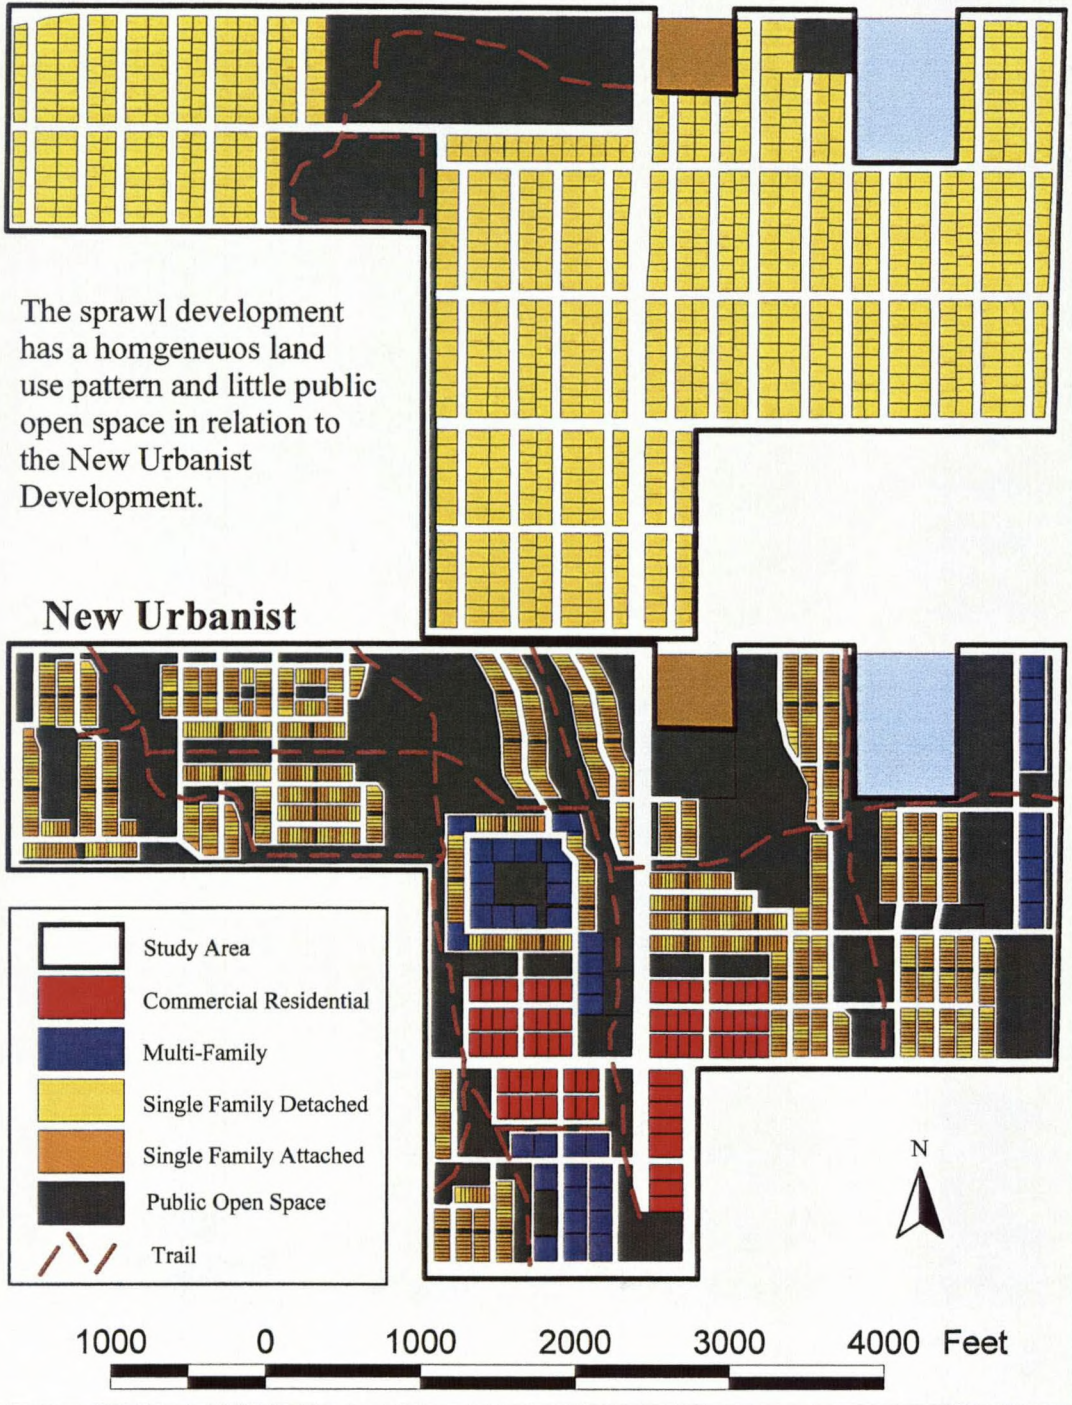 The sprawl development
has a homgeneuos land
use pattern and little public
open space in relation to
the New Urbanist
Development.
New Urbanist
Study Area
Commercial Residential
Multi-Family
Single Family Detached
Single Family Attached
Public Open Space
Trail
N
1000 0 1000 2000 3000 4000 Feet